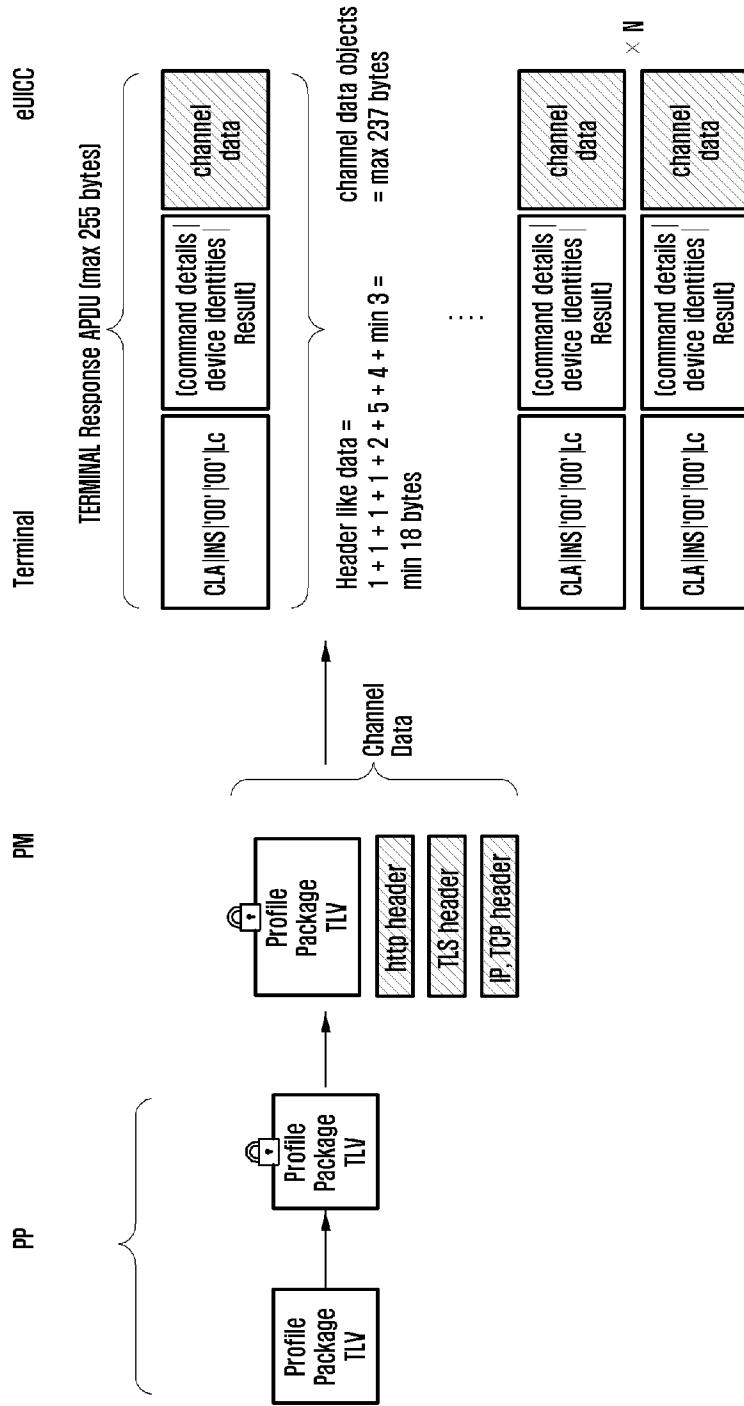 PP
PM
Terminal
eUICC
Profile
Package
TLV
Profile
Package
TLV
Profile
Package
TLV
http header
TLS header
IP, TCP header
Channel
Data
TERMINAL Response APDU (max 255 bytes)
CLA|INS|'00'|'00'|Lc
(command details|
device identities|
Result)
channel
data
Header like data =
1 + 1 + 1 + 1 + 2 + 5 + 4 + min 3 =
min 18 bytes
channel data objects
= max 237 bytes
....
CLA|INS|'00'|'00'|Lc
(command details|
device identities|
Result)
channel
data
CLA|INS|'00'|'00'|Lc
(command details|
device identities|
Result)
channel
data
× N